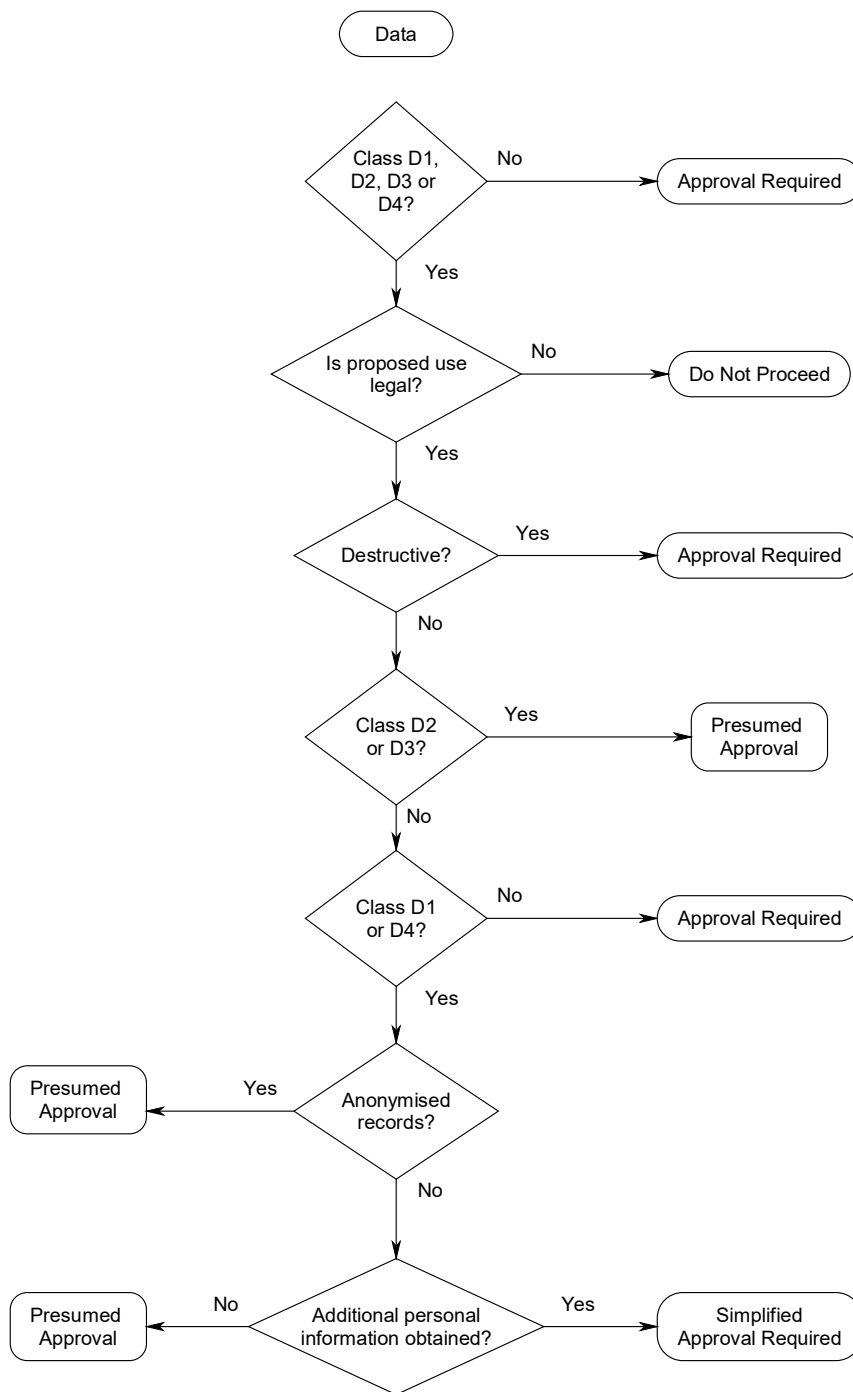 Data
Class D1,
D2, D3 or
D4?
No
Approval Required
Yes
Is proposed use
legal?
No
Do Not Proceed
Yes
Destructive?
Yes
Approval Required
No
Class D2
or D3?
Yes
Presumed
Approval
No
Class D1
or D4?
No
Approval Required
Yes
Presumed
Approval
Yes
Anonymised
records?
No
Presumed
Approval
No
Additional personal
information obtained?
Yes
Simplified
Approval Required